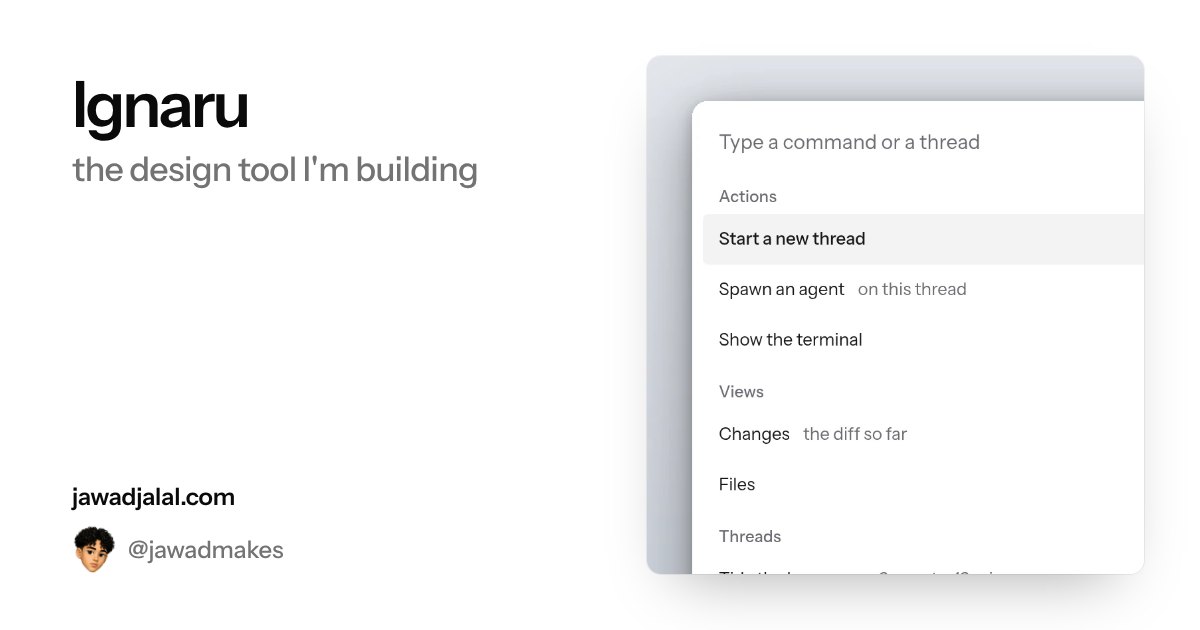 Ignaru
the design tool I'm building
jawadjalal.com
@jawadmakes
Type a command or a thread
Actions
Start a new thread
Spawn an agent on this thread
Show the terminal
Views
Changes the diff so far
Files
Threads